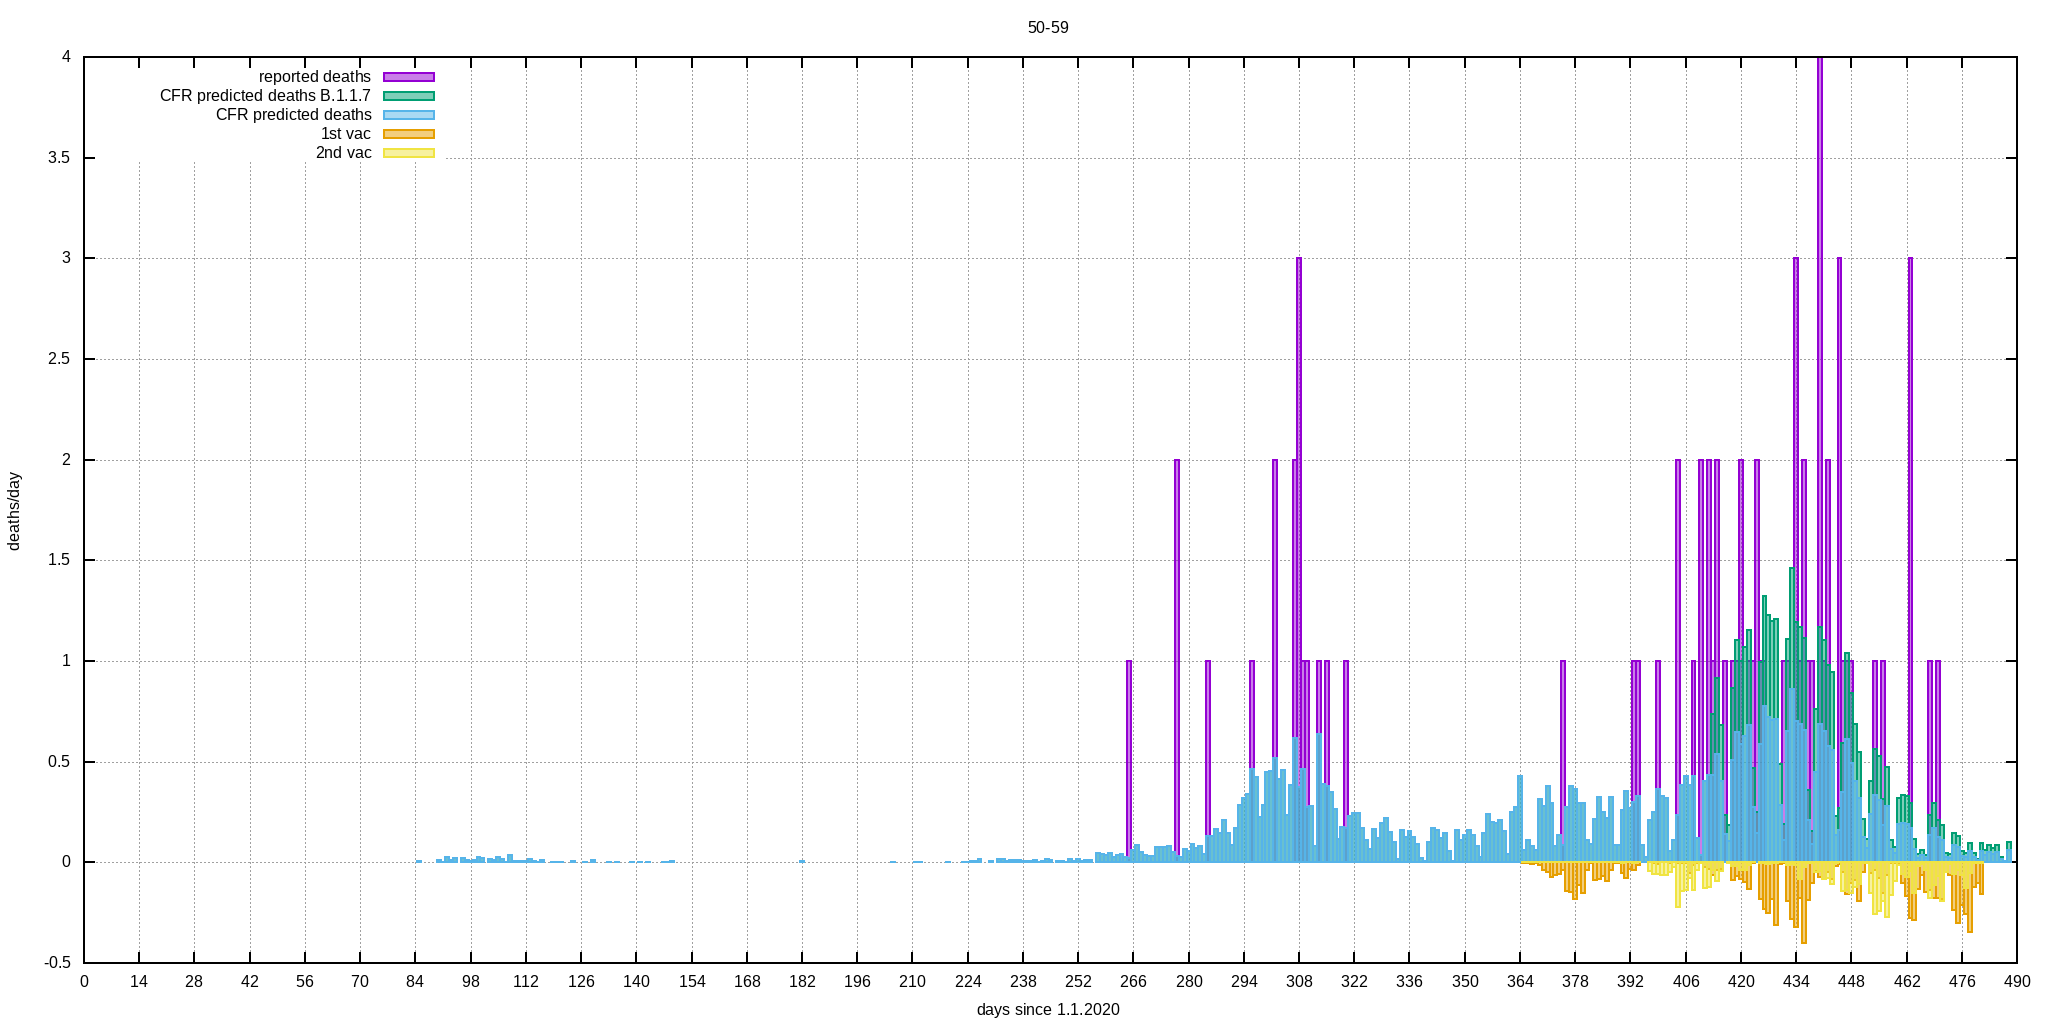 50-59
4
3.5
3
2.5
2
1.5
1
0.5
0
-0.5
deaths/day
reported deaths
CFR predicted deaths B.1.1.7
CFR predicted deaths
1st vac
2nd vac
0 14 28 42 56 70 84 98 112 126 140 154 168 182 196 210 224 238 252 266 280 294 308 322 336 350 364 378 392 406 420 434 448 462 476 490
days since 1.1.2020